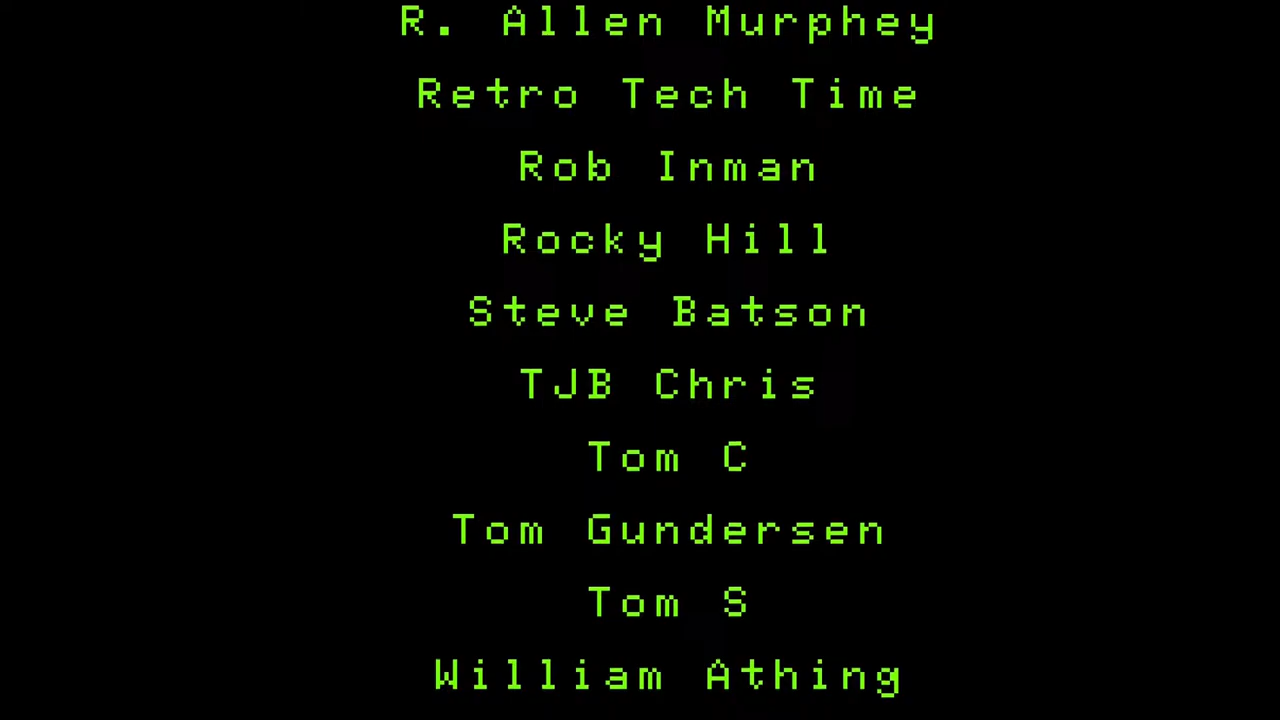 R. Allen Murphey
Retro Tech Time
Rob Inman
Rocky Hill
Steve Batson
TJB Chris
Tom C
Tom Gundersen
Tom S
William Athing